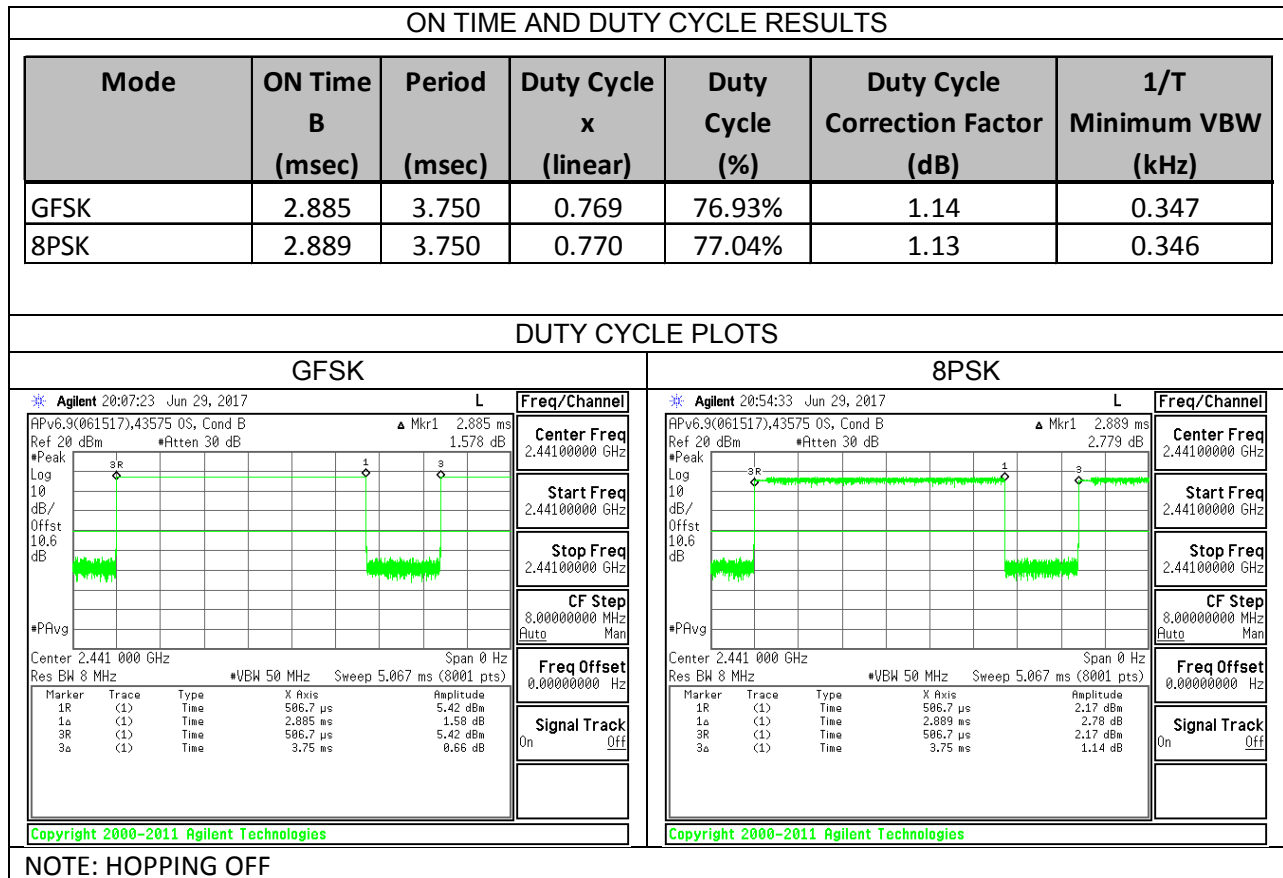 ON TIME AND DUTY CYCLE RESULTS
Mode ON Time Period Duty Cycle Duty Duty Cycle 1/T
B x Cycle Correction Factor Minimum VBW
(msec) (msec) (linear) (%) (dB) (kHz)
GFSK 2.885 3.750 0.769 76.93% 1.14 0.347
8PSK 2.889 3.750 0.770 77.04% 1.13 0.346
DUTY CYCLE PLOTS
GFSK
Agilent 20:07:23 Jun 29, 2017 L
APv6.9(061517),43575 OS, Cond B
▵ Mkr1 2.885 ms
Ref 20 dBm #Atten 30 dB 1.578 dB
#Peak
Log
10
dB/
Offst
10.6
dB
#PAvg
3R
1
3
Center 2.441 000 GHz Span 0 Hz
Res BW 8 MHz #VBW 50 MHz Sweep 5.067 ms (8001 pts)
Marker Trace Type X Axis Amplitude
1R (1) Time 506.7 µs 5.42 dBm
1▵ (1) Time 2.885 ms 1.58 dB
3R (1) Time 506.7 µs 5.42 dBm
3▵ (1) Time 3.75 ms 0.66 dB
Copyright 2000-2011 Agilent Technologies
Freq/Channel
Center Freq
2.44100000 GHz
Start Freq
2.44100000 GHz
Stop Freq
2.44100000 GHz
CF Step
8.00000000 MHz
Auto Man
Freq Offset
0.00000000 Hz
Signal Track
On Off
8PSK
Agilent 20:54:33 Jun 29, 2017 L
APv6.9(061517),43575 OS, Cond B
▵ Mkr1 2.889 ms
Ref 20 dBm #Atten 30 dB 2.779 dB
#Peak
Log
10
dB/
Offst
10.6
dB
#PAvg
3R
1
3
Center 2.441 000 GHz Span 0 Hz
Res BW 8 MHz #VBW 50 MHz Sweep 5.067 ms (8001 pts)
Marker Trace Type X Axis Amplitude
1R (1) Time 506.7 µs 2.17 dBm
1▵ (1) Time 2.889 ms 2.78 dB
3R (1) Time 506.7 µs 2.17 dBm
3▵ (1) Time 3.75 ms 1.14 dB
Copyright 2000-2011 Agilent Technologies
Freq/Channel
Center Freq
2.44100000 GHz
Start Freq
2.44100000 GHz
Stop Freq
2.44100000 GHz
CF Step
8.00000000 MHz
Auto Man
Freq Offset
0.00000000 Hz
Signal Track
On Off
NOTE: HOPPING OFF